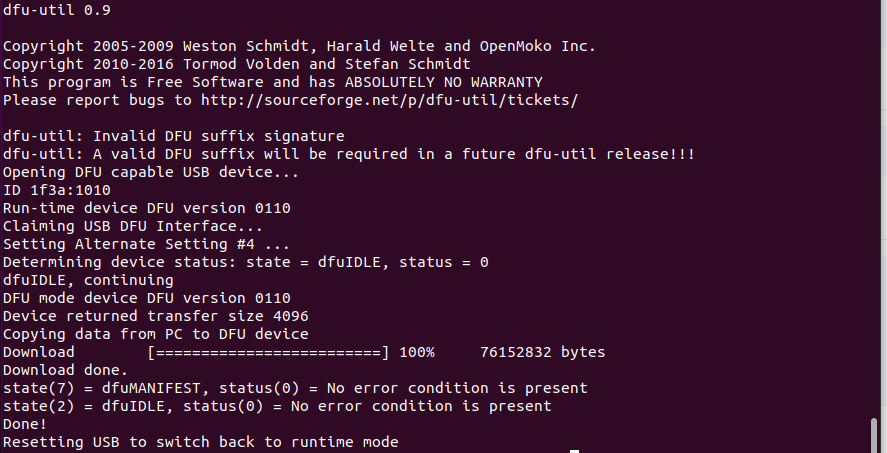 dfu-util 0.9
Copyright 2005-2009 Weston Schmidt, Harald Welte and OpenMoko Inc.
Copyright 2010-2016 Tormod Volden and Stefan Schmidt
This program is Free Software and has ABSOLUTELY NO WARRANTY
Please report bugs to http://sourceforge.net/p/dfu-util/tickets/
dfu-util: Invalid DFU suffix signature
dfu-util: A valid DFU suffix will be required in a future dfu-util release!!!
Opening DFU capable USB device...
ID 1f3a:1010
Run-time device DFU version 0110
Claiming USB DFU Interface...
Setting Alternate Setting #4 ...
Determining device status: state = dfuIDLE, status = 0
dfuIDLE, continuing
DFU mode device DFU version 0110
Device returned transfer size 4096
Copying data from PC to DFU device
Download        [=========================] 100%     76152832 bytes
Download done.
state(7) = dfuMANIFEST, status(0) = No error condition is present
state(2) = dfuIDLE, status(0) = No error condition is present
Done!
Resetting USB to switch back to runtime mode